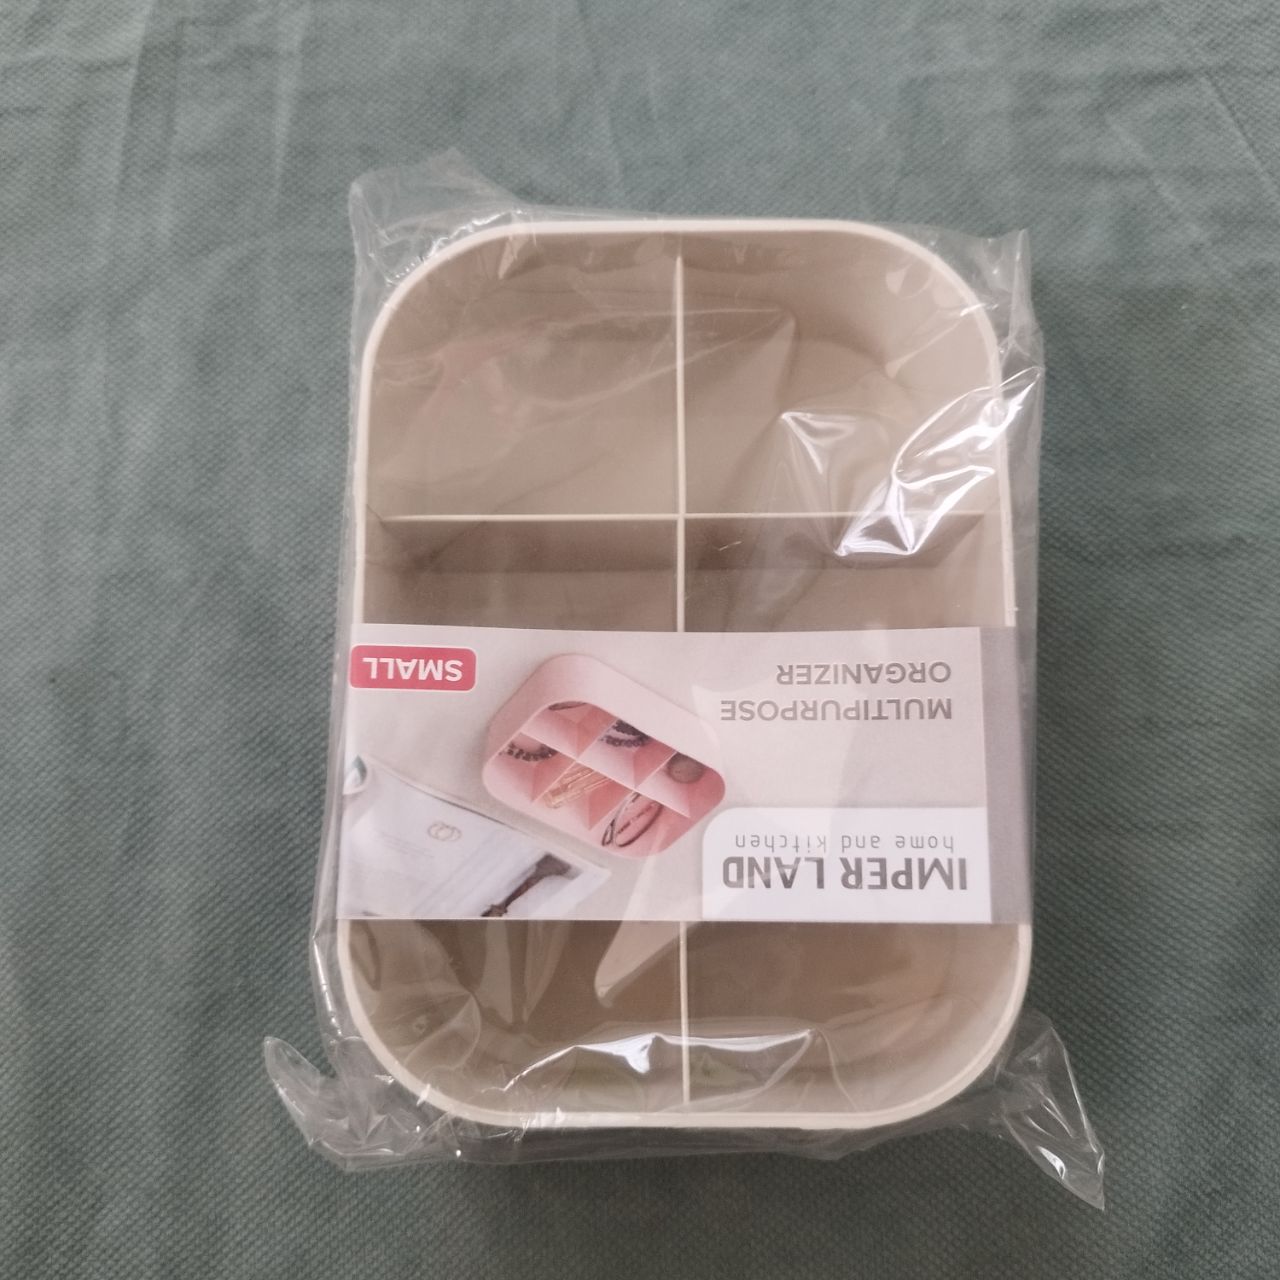 IMPER LAND
home and kitchen
MULTIPURPOSE
ORGANIZER
SMALL